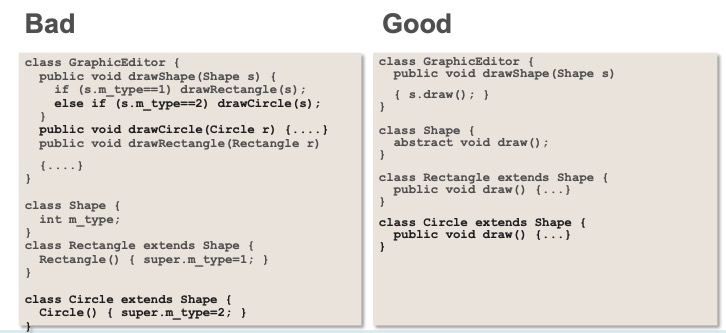 Bad
class GraphicEditor {
  public void drawShape(Shape s) {
    if (s.m_type==1) drawRectangle(s);
    else if (s.m_type==2) drawCircle(s);
  }
  public void drawCircle(Circle r) {....}
  public void drawRectangle(Rectangle r)
  {....}
}
class Shape {
  int m_type;
}
class Rectangle extends Shape {
  Rectangle() { super.m_type=1; }
}
class Circle extends Shape {
  Circle() { super.m_type=2; }
}
Good
class GraphicEditor {
  public void drawShape(Shape s)
  { s.draw(); }
}
class Shape {
  abstract void draw();
}
class Rectangle extends Shape {
  public void draw() {...}
}
class Circle extends Shape {
  public void draw() {...}
}